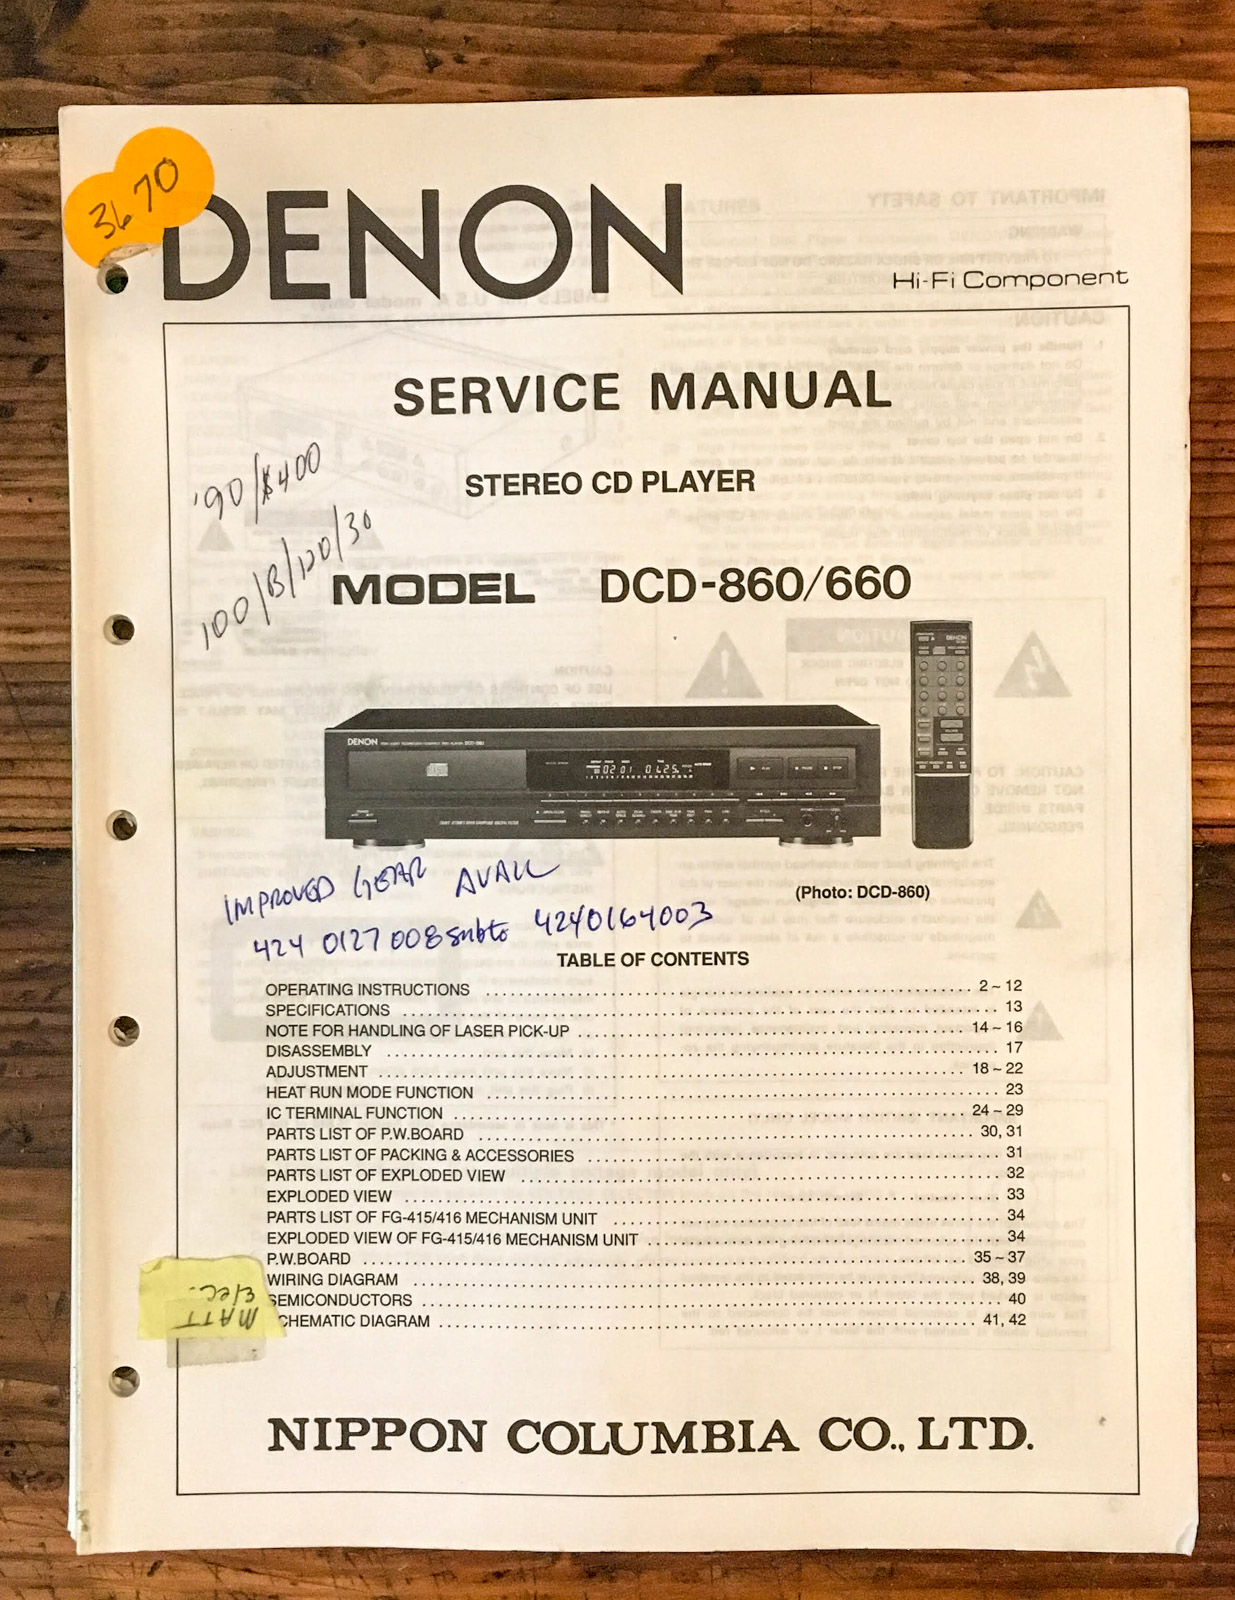 36 70
DENON
Hi-Fi Component
SERVICE MANUAL
STEREO CD PLAYER
'90/$400
100/B/120/30
MODEL DCD-860/660
DENON
DENON
(Photo: DCD-860)
IMPROVED GEAR AVAIL
424 0127 008 subto 4240164003
TABLE OF CONTENTS
OPERATING INSTRUCTIONS 2 ~ 12
SPECIFICATIONS 13
NOTE FOR HANDLING OF LASER PICK-UP 14 ~ 16
DISASSEMBLY 17
ADJUSTMENT 18 ~ 22
HEAT RUN MODE FUNCTION 23
IC TERMINAL FUNCTION 24 ~ 29
PARTS LIST OF P.W.BOARD 30, 31
PARTS LIST OF PACKING & ACCESSORIES 31
PARTS LIST OF EXPLODED VIEW 32
EXPLODED VIEW 33
PARTS LIST OF FG-415/416 MECHANISM UNIT 34
EXPLODED VIEW OF FG-415/416 MECHANISM UNIT 34
P.W.BOARD 35 ~ 37
WIRING DIAGRAM 38, 39
SEMICONDUCTORS 40
SCHEMATIC DIAGRAM 41, 42
MATT
Elec.
NIPPON COLUMBIA CO., LTD.